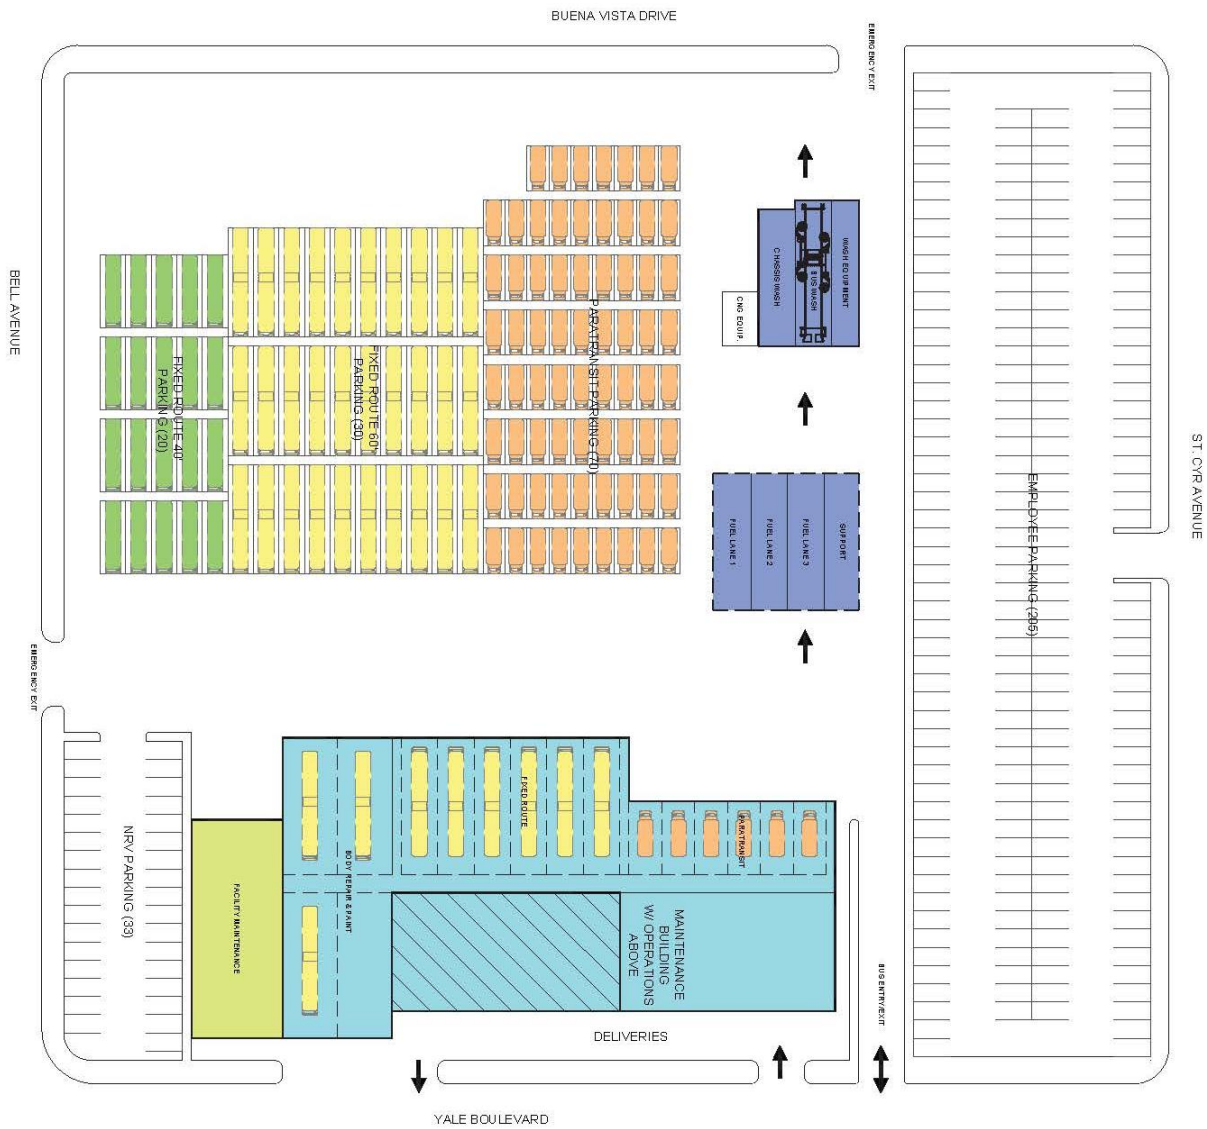 BUENA VISTA DRIVE
EMERGENCY EXIT
BELL AVENUE
FIXED ROUTE 40'
PARKING (20)
FIXED ROUTE 60'
PARKING (30)
PARATRANSIT PARKING (70)
CNG EQUIP.
CHASSIS WASH
BUS WASH
WASH EQUIPMENT
FUEL LANE 1
FUEL LANE 2
FUEL LANE 3
SUPPORT
EMPLOYEE PARKING (295)
ST. CYR AVENUE
EMERGENCY EXIT
NRV PARKING (33)
FACILITY MAINTENANCE
BODY REPAIR & PAINT
FIXED ROUTE
PARATRANSIT
MAINTENANCE
BUILDING
W/ OPERATIONS
ABOVE
BUS ENTRY/EXIT
DELIVERIES
YALE BOULEVARD